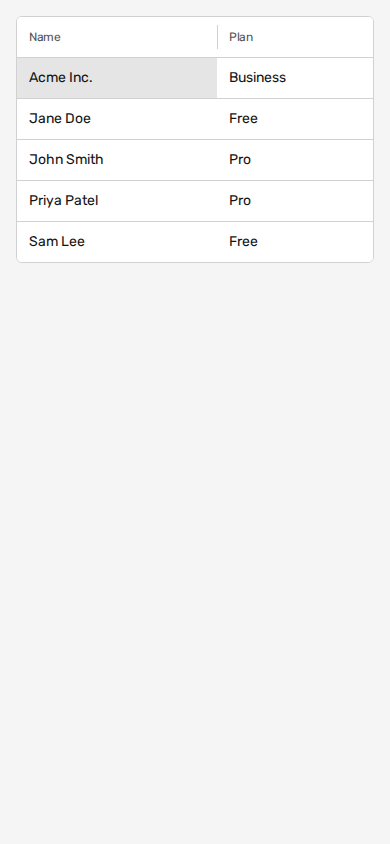 Name Plan
Acme Inc. Business
Jane Doe Free
John Smith Pro
Priya Patel Pro
Sam Lee Free